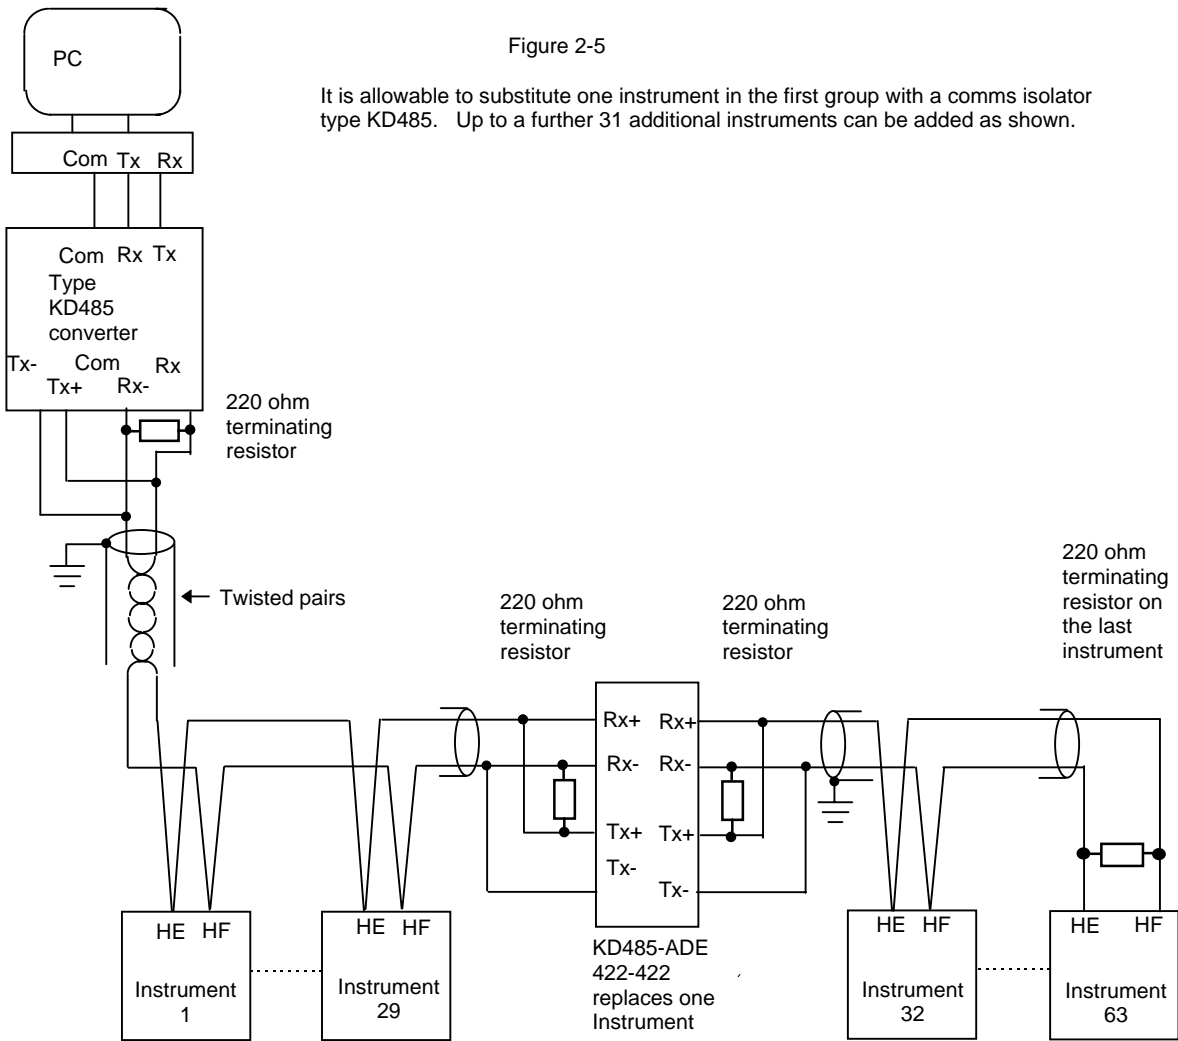 PC
Figure 2-5
It is allowable to substitute one instrument in the first group with a comms isolator
type KD485. Up to a further 31 additional instruments can be added as shown.
Com Tx Rx
Com Rx Tx
Type
KD485
converter
Tx- Com Rx
Tx+ Rx-
220 ohm
terminating
resistor
Twisted pairs
220 ohm
terminating
resistor
220 ohm
terminating
resistor
220 ohm
terminating
resistor on
the last
instrument
Rx+ Rx+
Rx- Rx-
Tx+ Tx+
Tx-
Tx-
HE HF
Instrument
1
HE HF
Instrument
29
KD485-ADE
422-422
replaces one
Instrument
HE HF
Instrument
32
HE HF
Instrument
63